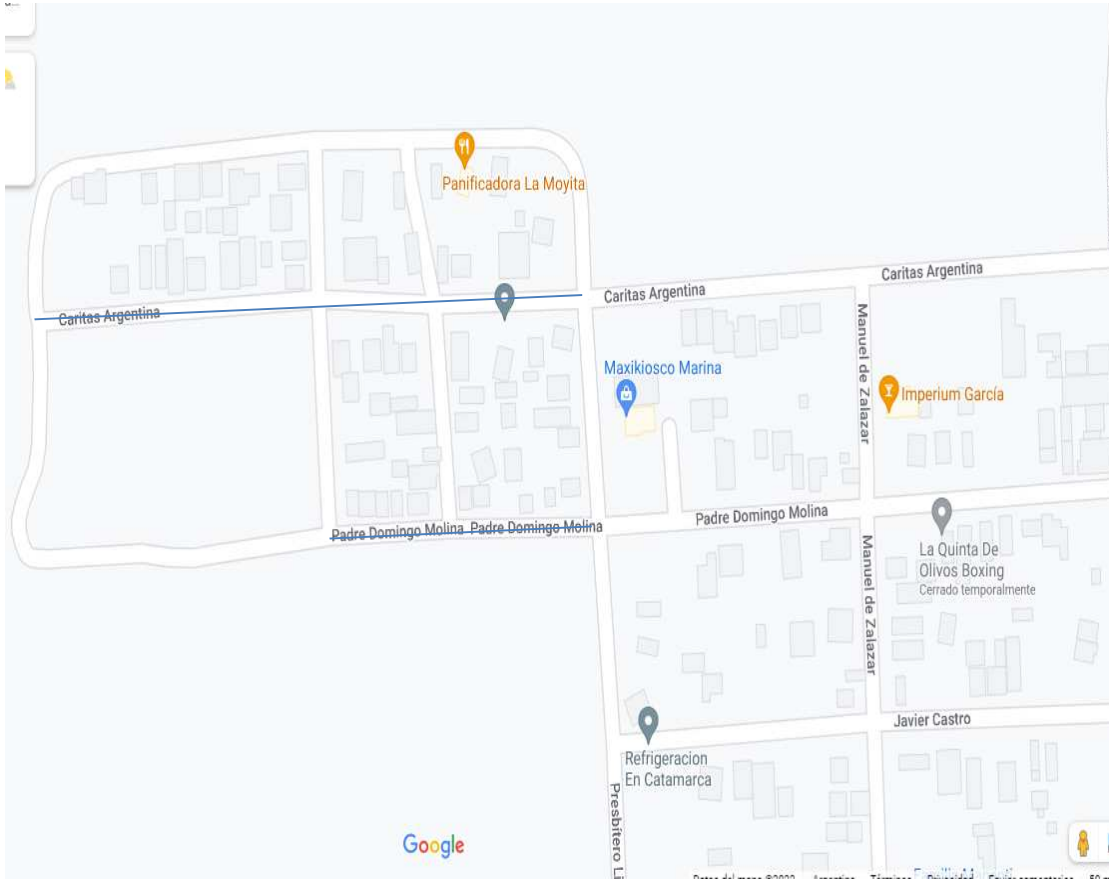 Panificadora La Moyita
Caritas Argentina
Caritas Argentina
Caritas Argentina
Manuel de Zalazar
Maxikiosco Marina
Imperium García
Padre Domingo Molina
Padre Domingo Molina
Padre Domingo Molina
La Quinta De
Olivos Boxing
Cerrado temporalmente
Manuel de Zalazar
Javier Castro
Refrigeracion
En Catamarca
Presbítero Li
Google